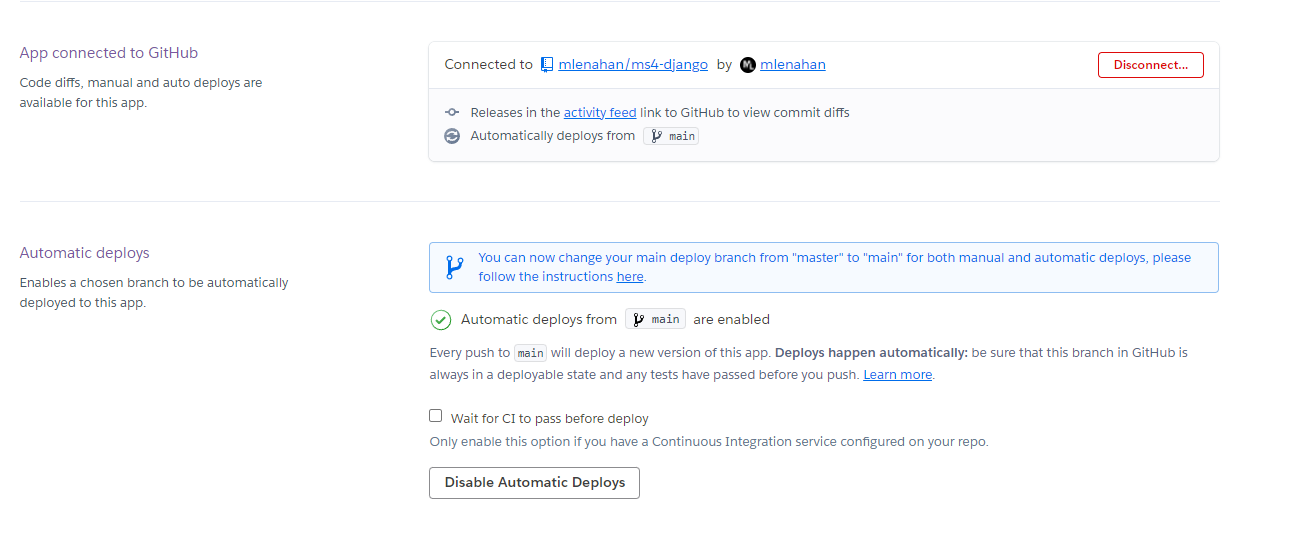 App connected to GitHub
Code diffs, manual and auto deploys are
available for this app.
Connected to mlenahan/ms4-django by mlenahan
Disconnect...
Releases in the activity feed link to GitHub to view commit diffs
Automatically deploys from main
Automatic deploys
Enables a chosen branch to be automatically
deployed to this app.
You can now change your main deploy branch from "master" to "main" for both manual and automatic deploys, please
follow the instructions here.
Automatic deploys from main are enabled
Every push to main will deploy a new version of this app. Deploys happen automatically: be sure that this branch in GitHub is
always in a deployable state and any tests have passed before you push. Learn more.
Wait for CI to pass before deploy
Only enable this option if you have a Continuous Integration service configured on your repo.
Disable Automatic Deploys